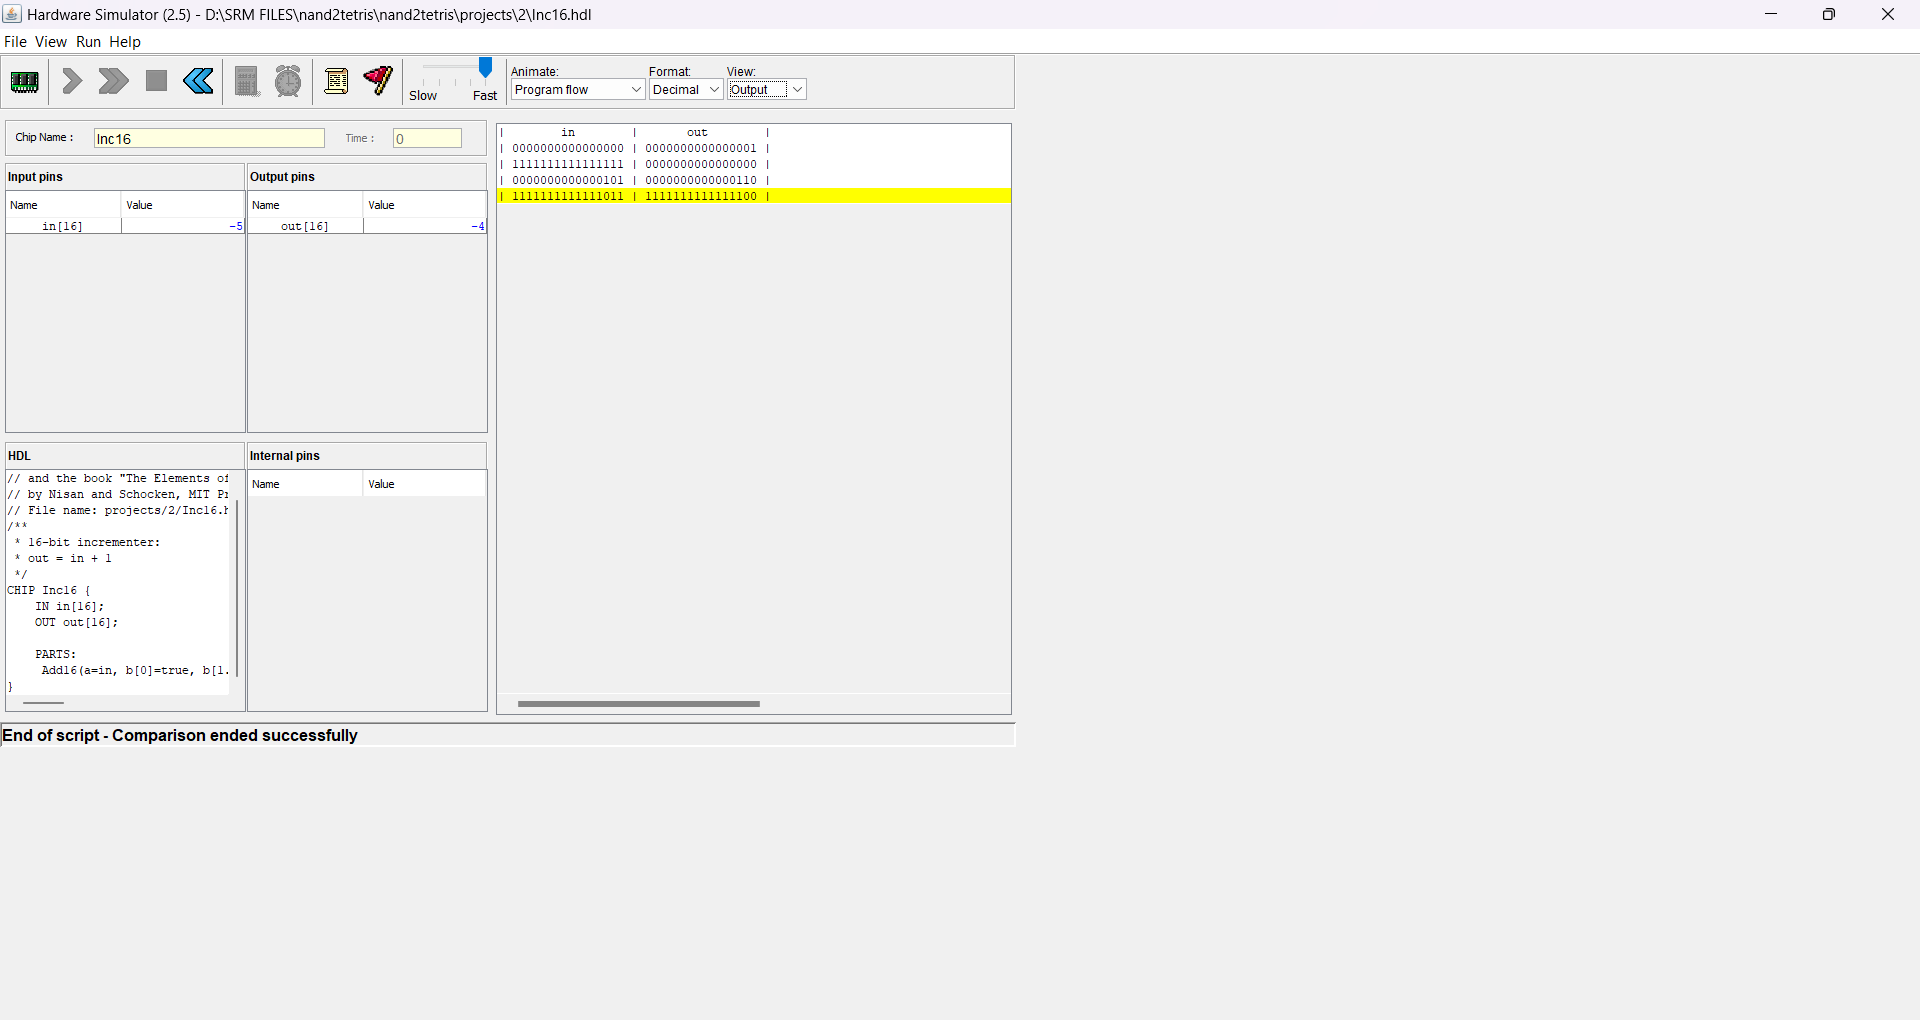 Hardware Simulator (2.5) - D:\SRM FILES\nand2tetris\nand2tetris\projects\2\Inc16.hdl
File View Run Help
Slow Fast
Animate: Format: View:
Program flow Decimal Output
Chip Name : Inc16 Time : 0
Input pins
Name Value
in[16] -5
Output pins
Name Value
out[16] -4
| in | out |
| 0000000000000000 | 0000000000000001 |
| 1111111111111111 | 0000000000000000 |
| 0000000000000101 | 0000000000000110 |
| 1111111111111011 | 1111111111111100 |
HDL
// and the book "The Elements of
// by Nisan and Schocken, MIT Pr
// File name: projects/2/Inc16.h
/**
* 16-bit incrementer:
* out = in + 1
*/
CHIP Inc16 {
IN in[16];
OUT out[16];
PARTS:
Add16(a=in, b[0]=true, b[1.
}
Internal pins
Name Value
End of script - Comparison ended successfully